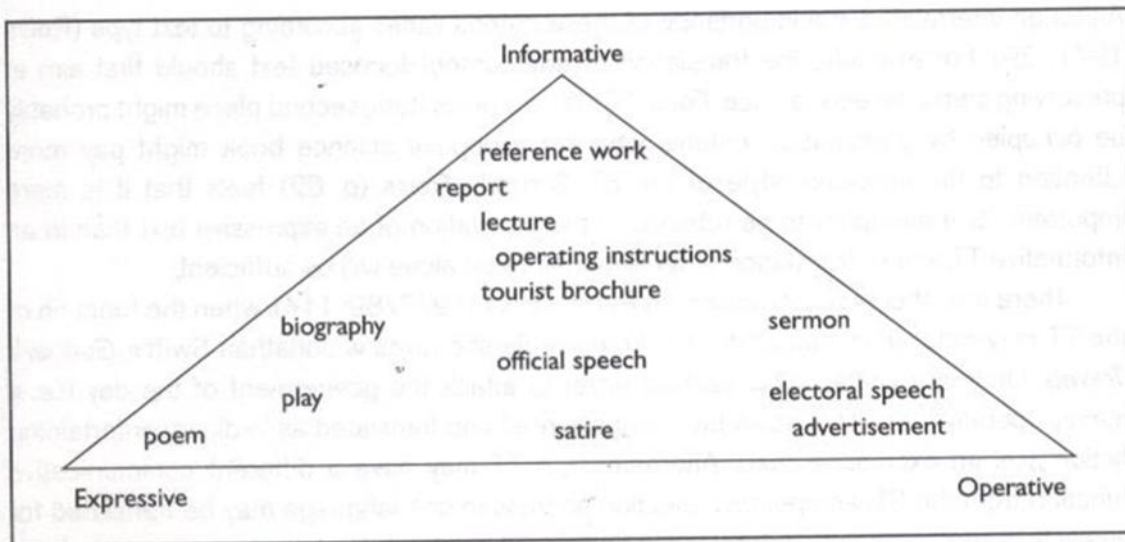 Informative
reference work
report
lecture
operating instructions
tourist brochure
biography
sermon
official speech
play
electoral speech
poem
satire
advertisement
Expressive
Operative